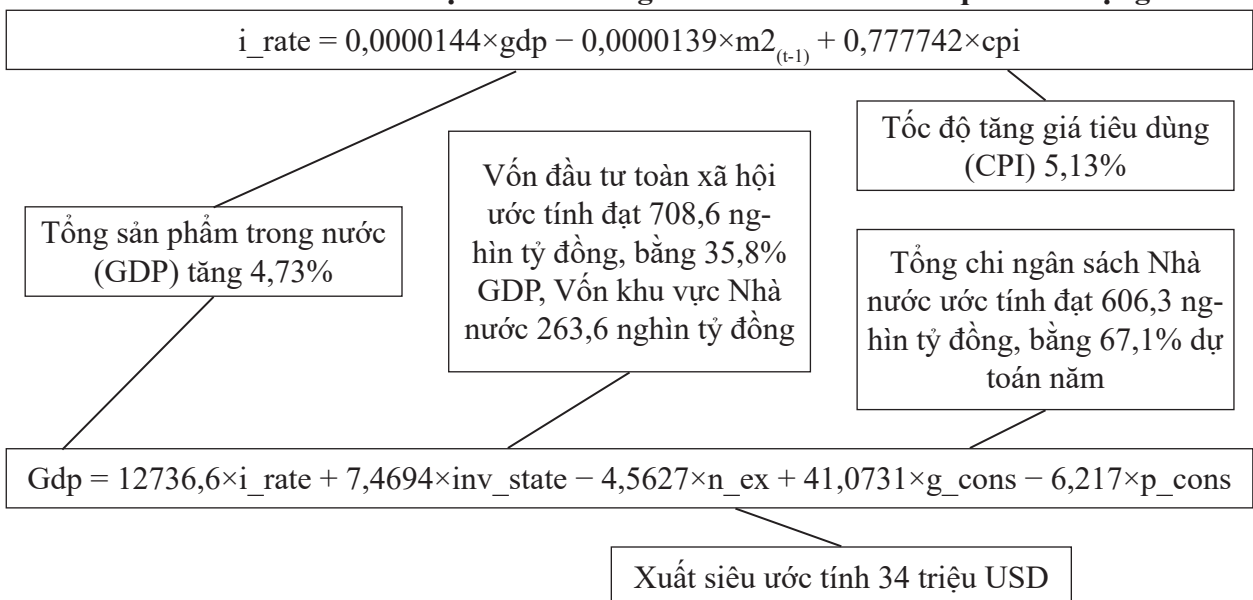 i_rate = 0,0000144×gdp − 0,0000139×m2(t-1) + 0,777742×cpi
Tốc độ tăng giá tiêu dùng
(CPI) 5,13%
Vốn đầu tư toàn xã hội
ước tính đạt 708,6 ng-
hìn tỷ đồng, bằng 35,8%
GDP, Vốn khu vực Nhà
nước 263,6 nghìn tỷ đồng
Tổng sản phẩm trong nước
(GDP) tăng 4,73%
Tổng chi ngân sách Nhà
nước ước tính đạt 606,3 ng-
hìn tỷ đồng, bằng 67,1% dự
toán năm
Gdp = 12736,6×i_rate + 7,4694×inv_state − 4,5627×n_ex + 41,0731×g_cons − 6,217×p_cons
Xuất siêu ước tính 34 triệu USD